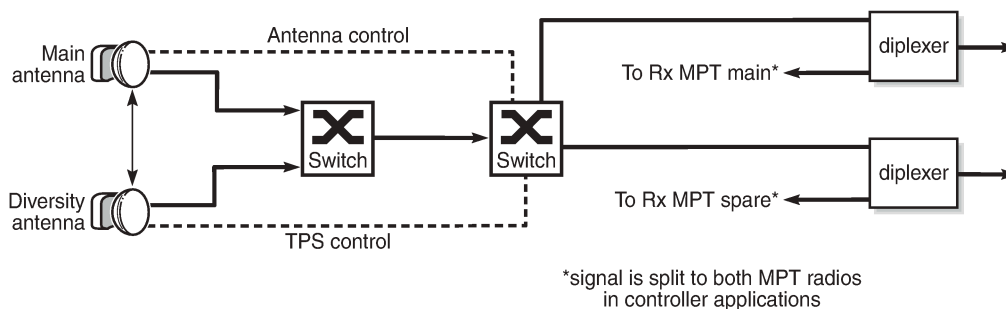 Antenna control
Main
antenna
diplexer
To Rx MPT main*
Switch
Switch
diplexer
To Rx MPT spare*
Diversity
antenna
TPS control
*signal is split to both MPT radios
in controller applications